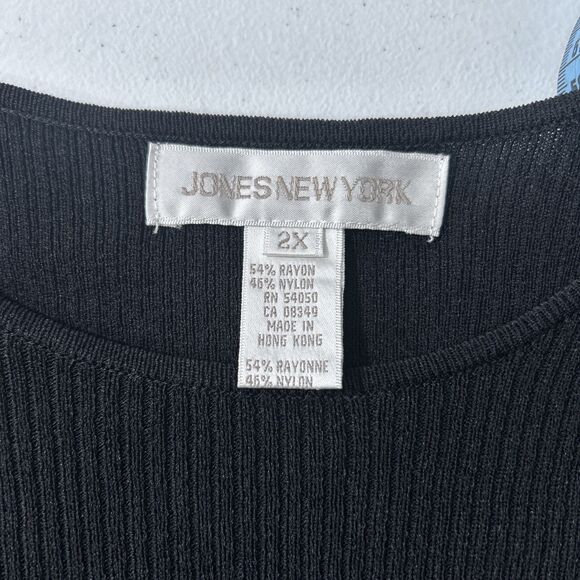 JONES NEW YORK
2X
54% RAYON
46% NYLON
RN 54050
CA 08349
MADE IN
HONG KONG
54% RAYONNE
46% NYLON